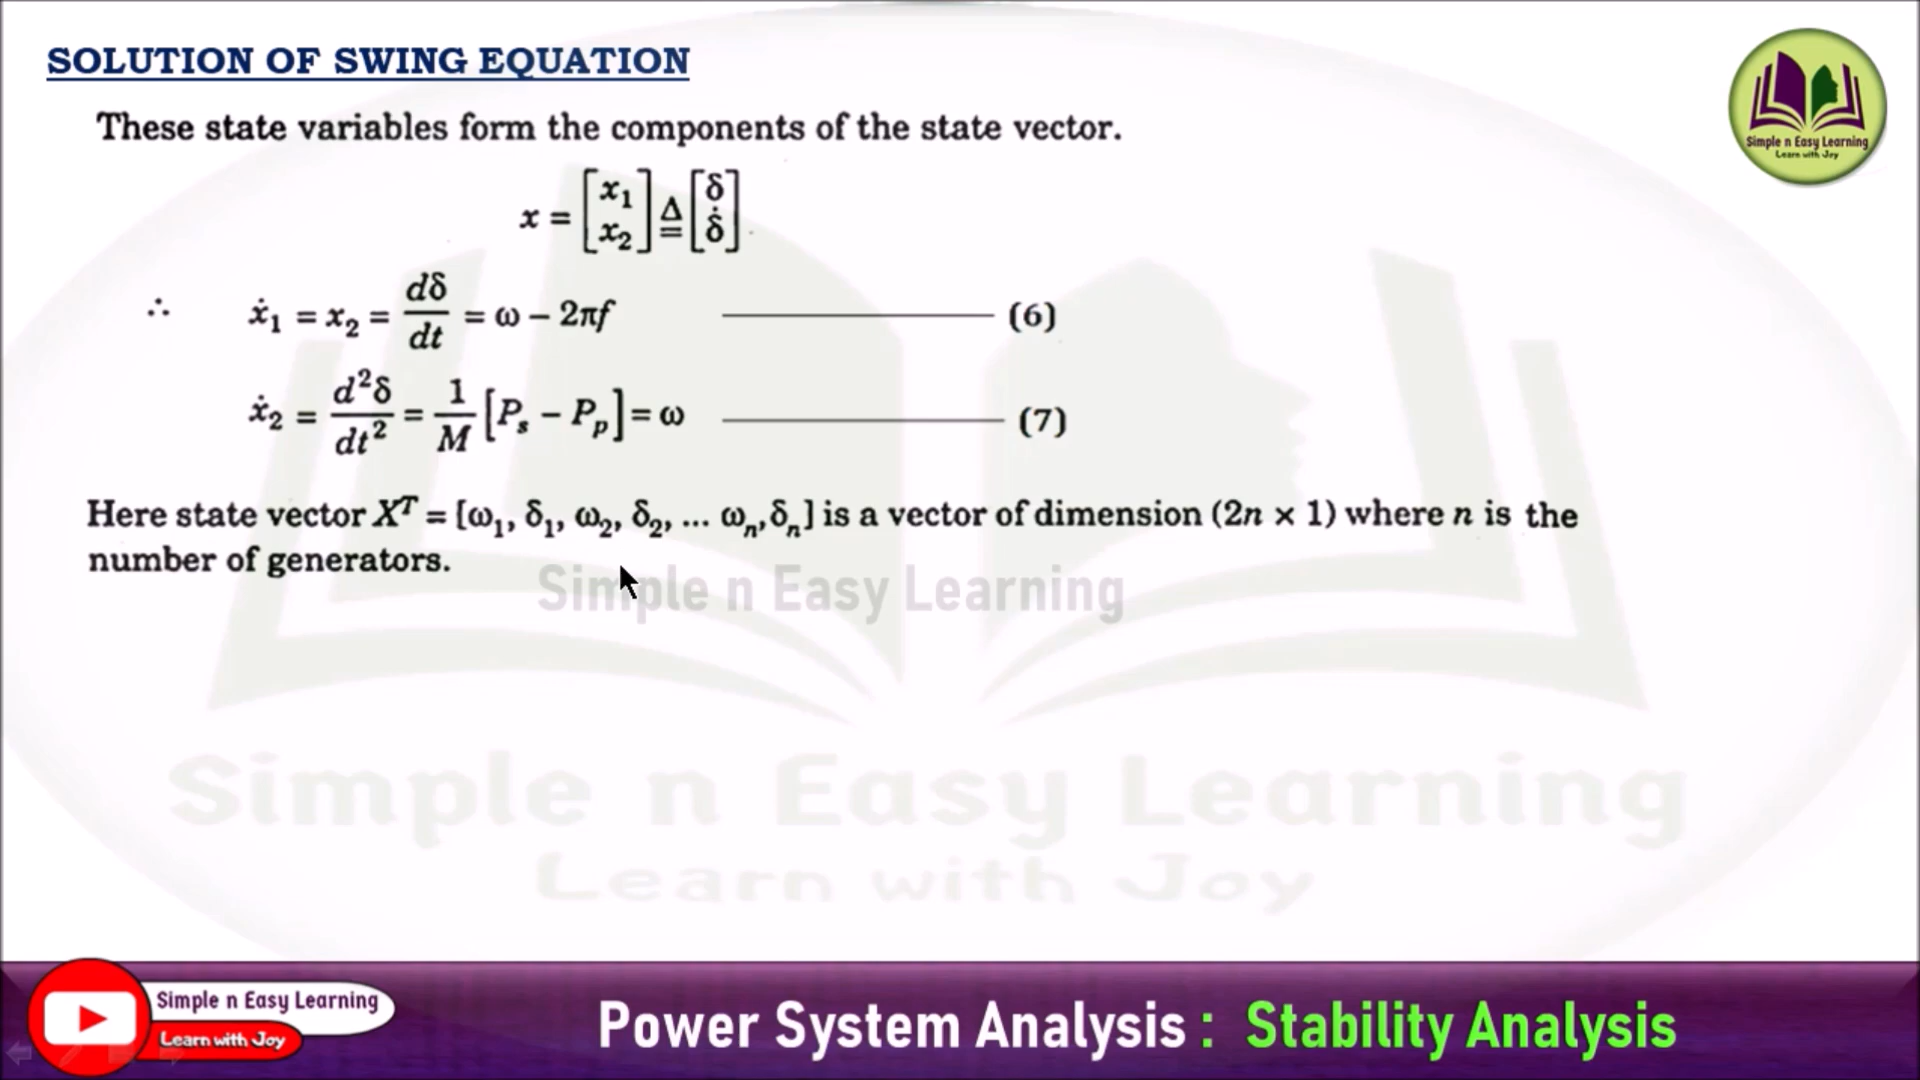 SOLUTION OF SWING EQUATION
Simple n Easy Learning
Learn with Joy
These state variables form the components of the state vector.
x = [x₁ x₂] ≜ [δ δ̇]
∴ ẋ₁ = x₂ = dδ/dt = ω − 2πf (6)
ẋ₂ = d²δ/dt² = 1/M [Pₛ − Pₚ] = ω (7)
Here state vector Xᵀ = [ω₁, δ₁, ω₂, δ₂, ... ωₙ, δₙ] is a vector of dimension (2n × 1) where n is the
number of generators.
Simple n Easy Learning
Simple n Easy Learning
Learn with Joy
Simple n Easy Learning
Learn with Joy
Power System Analysis : Stability Analysis